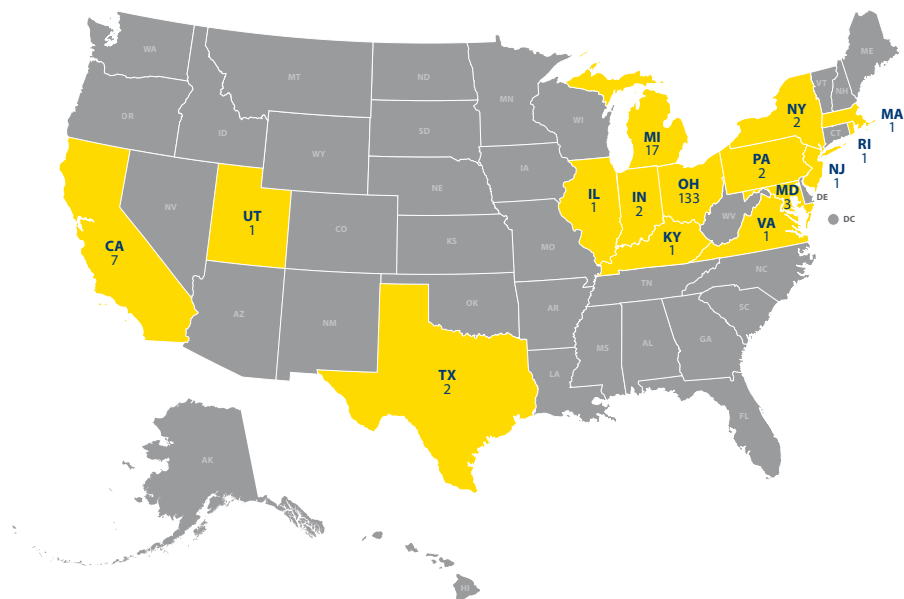 ME
WA
VT
NH
MT
ND
MN
OR
ID
SD
WI
NY
2
MA
1
CT
RI
1
MI
17
WY
IA
PA
2
NJ
1
NE
IL
1
IN
2
OH
133
MD
3
DE
NV
UT
1
CO
KS
MO
WV
VA
1
DC
CA
7
KY
1
NC
TN
AZ
NM
OK
AR
SC
MS
AL
GA
TX
2
LA
FL
AK
HI